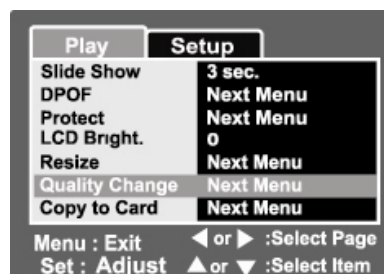 Play Setup
Slide Show 3 sec.
DPOF Next Menu
Protect Next Menu
LCD Bright. 0
Resize Next Menu
Quality Change Next Menu
Copy to Card Next Menu
Menu : Exit ◀ or ▶ :Select Page
Set : Adjust ▲ or ▼ :Select Item